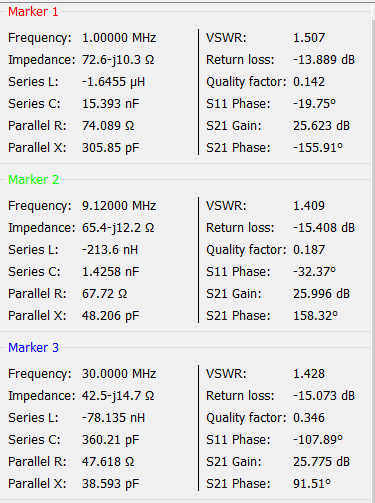 Marker 1
Frequency: 1.00000 MHz VSWR: 1.507
Impedance: 72.6-j10.3 Ω Return loss: -13.889 dB
Series L: -1.6455 µH Quality factor: 0.142
Series C: 15.393 nF S11 Phase: -19.75°
Parallel R: 74.089 Ω S21 Gain: 25.623 dB
Parallel X: 305.85 pF S21 Phase: -155.91°
Marker 2
Frequency: 9.12000 MHz VSWR: 1.409
Impedance: 65.4-j12.2 Ω Return loss: -15.408 dB
Series L: -213.6 nH Quality factor: 0.187
Series C: 1.4258 nF S11 Phase: -32.37°
Parallel R: 67.72 Ω S21 Gain: 25.996 dB
Parallel X: 48.206 pF S21 Phase: 158.32°
Marker 3
Frequency: 30.0000 MHz VSWR: 1.428
Impedance: 42.5-j14.7 Ω Return loss: -15.073 dB
Series L: -78.135 nH Quality factor: 0.346
Series C: 360.21 pF S11 Phase: -107.89°
Parallel R: 47.618 Ω S21 Gain: 25.775 dB
Parallel X: 38.593 pF S21 Phase: 91.51°